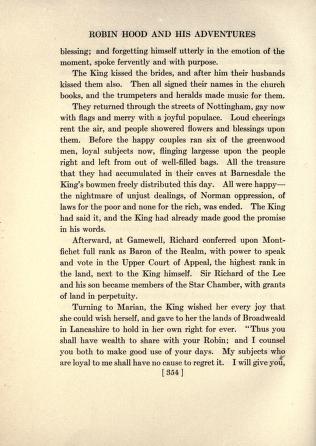 ROBIN HOOD AND HIS ADVENTURES
blessing; and forgetting himself utterly in the emotion of the
moment, spoke fervently and with purpose.
The King kissed the brides, and after him their husbands
kissed them also. Then all signed their names in the church
books, and the trumpeters and heralds made music for them.
They returned through the streets of Nottingham, gay now
with flags and merry with a joyful populace. Loud cheerings
rent the air, and people showered flowers and blessings upon
them. Before the happy couples ran six of the greenwood
men, loyal subjects now, flinging largesse upon the people
right and left from out of well-filled bags. All the treasure
that they had accumulated in their caves at Barnesdale the
King's bowmen freely distributed this day. All were happy—
the nightmare of unjust dealings, of Norman oppression, of
laws for the poor and none for the rich, was ended. The King
had said it, and the King had already made good the promise
in his words.
Afterward, at Gamewell, Richard conferred upon Mont-
fichet full rank as Baron of the Realm, with power to speak
and vote in the Upper Court of Appeal, the highest rank in
the land, next to the King himself. Sir Richard of the Lee
and his son became members of the Star Chamber, with grants
of land in perpetuity.
Turning to Marian, the King wished her every joy that
she could wish herself, and gave to her the lands of Broadweald
in Lancashire to hold in her own right for ever. "Thus you
shall have wealth to share with your Robin; and I counsel
you both to make good use of your days. My subjects who
are loyal to me shall have no cause to regret it. I will give you,
[ 354 ]